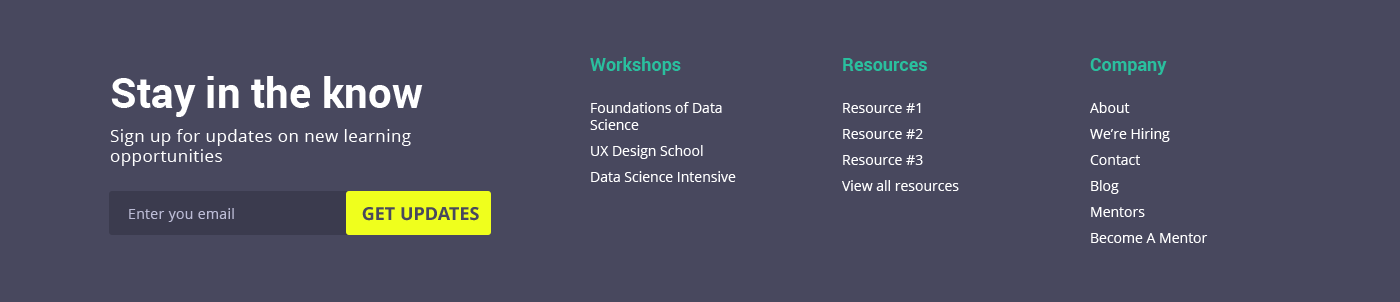 Stay in the know
Sign up for updates on new learning
opportunities
Enter you email
GET UPDATES
Workshops
Foundations of Data
Science
UX Design School
Data Science Intensive
Resources
Resource #1
Resource #2
Resource #3
View all resources
Company
About
We’re Hiring
Contact
Blog
Mentors
Become A Mentor